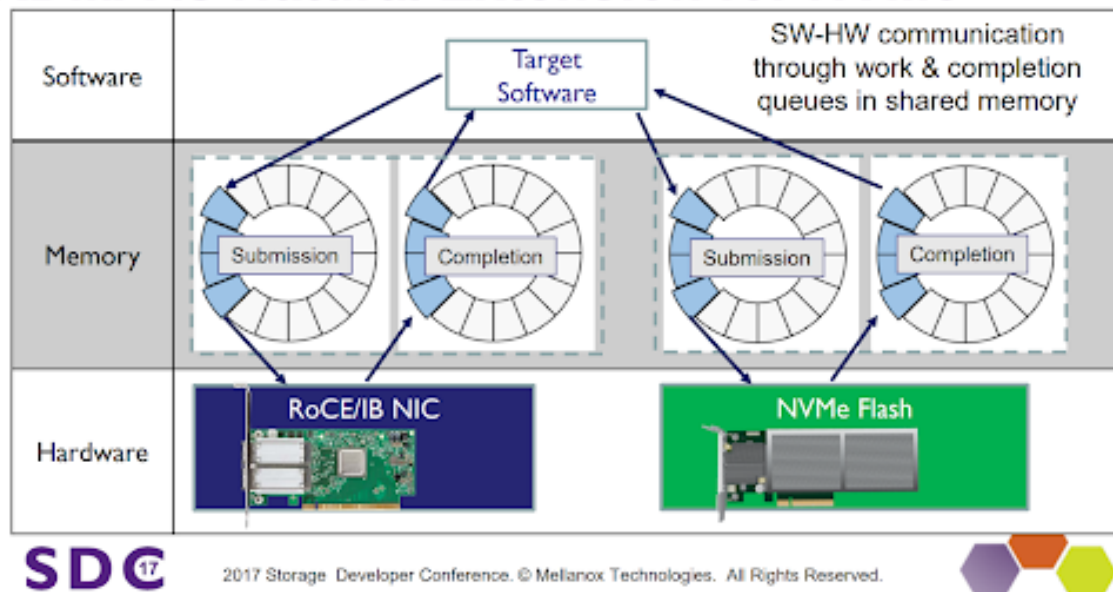 Software
Target
Software
SW-HW communication
through work & completion
queues in shared memory
Memory
Submission
Completion
Submission
Completion
Hardware
RoCE/IB NIC
NVMe Flash
SDC 17
2017 Storage Developer Conference. © Mellanox Technologies. All Rights Reserved.